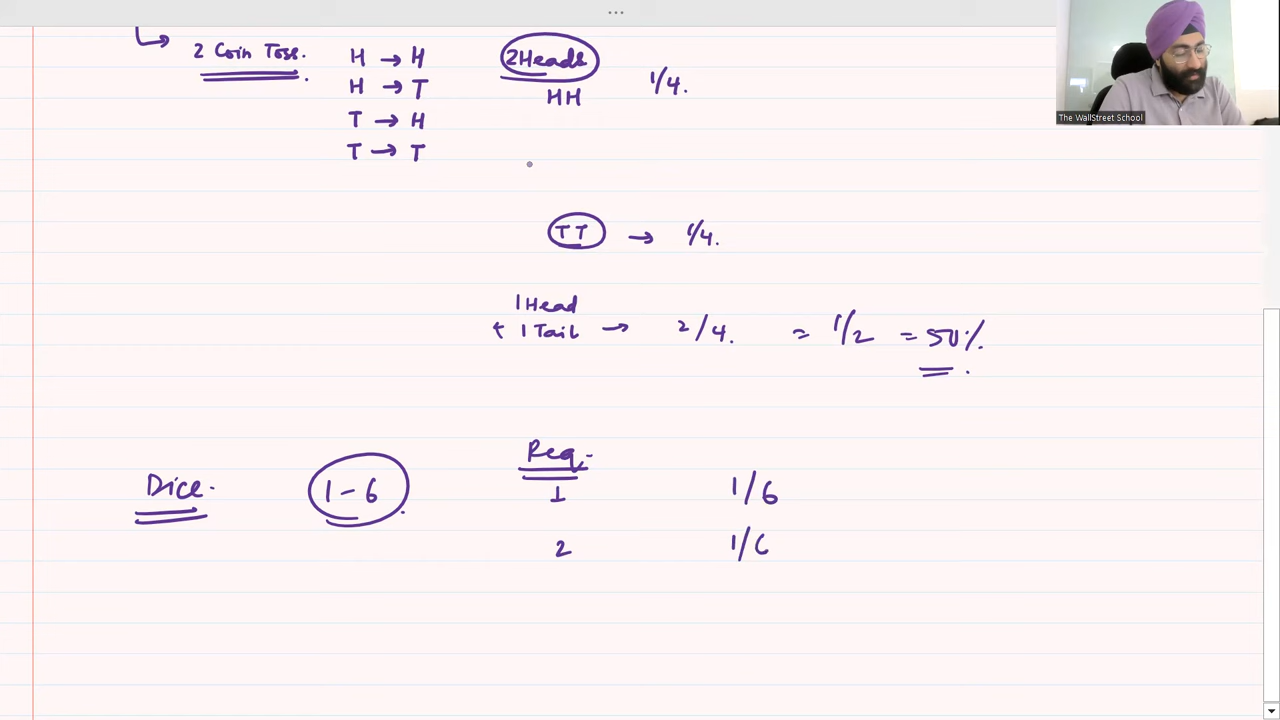 2 Coin Toss.
H → H
H → T
T → H
T → T
2Heads
HH
1/4.
TT → 1/4.
1Head
+ 1Tail → 2/4. = 1/2 = 50%.
Req.
Dice. 1-6
1 1/6
2 1/6
The WallStreet School